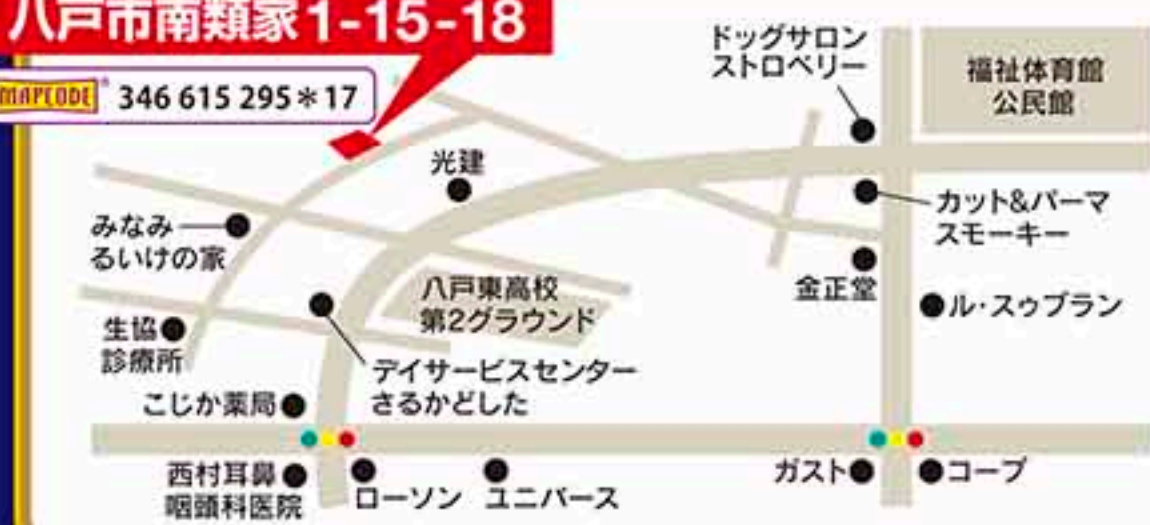 八戸市南類家1-15-18
MAPCODE® 346 615 295*17
ドッグサロン
ストロベリー
福祉体育館
公民館
光建
カット&パーマ
スモーキー
みなみ
るいけの家
金正堂
八戸東高校
第2グラウンド
ル・スゥブラン
生協
診療所
デイサービスセンター
さるかどした
こじか薬局
西村耳鼻
咽頭科医院
ローソン
ユニバース
ガスト
コープ